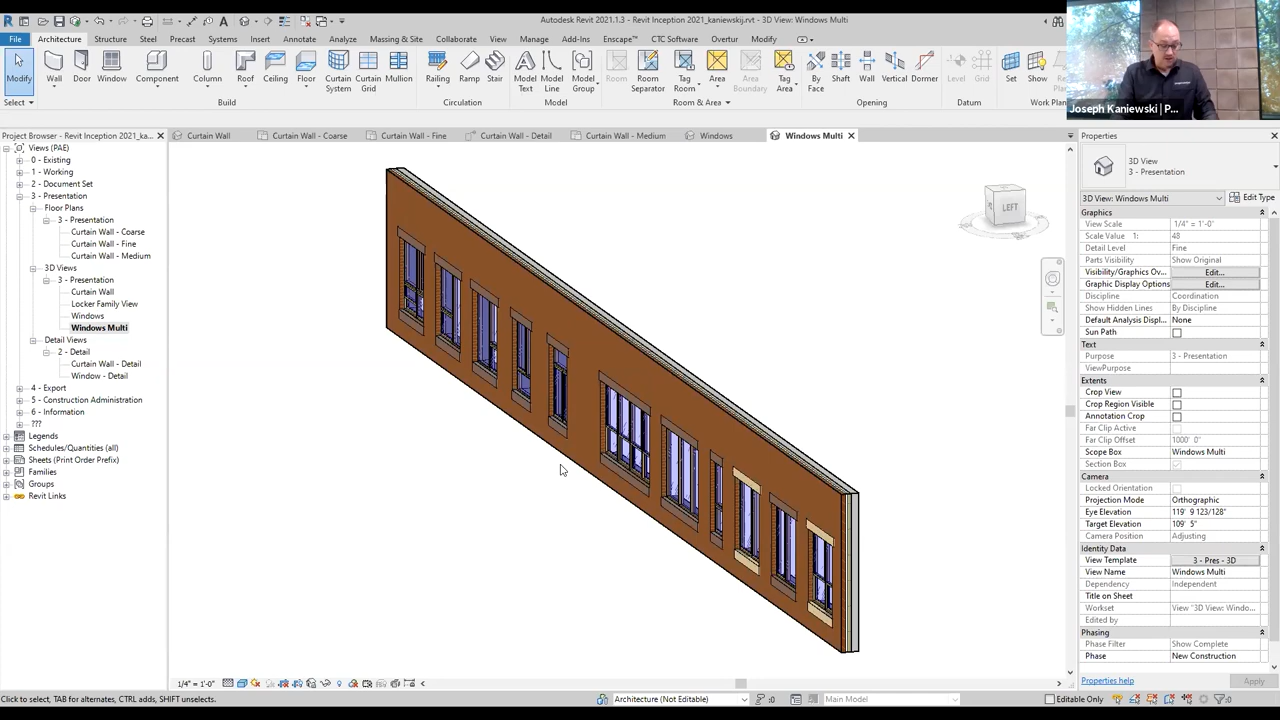 Autodesk Revit 2021.1.3 - Revit Inception 2021_kaniewskij.rvt - 3D View: Windows Multi
File Architecture Structure Steel Precast Systems Insert Annotate Analyze Massing & Site Collaborate View Manage Add-Ins Enscape™ CTC Software Overtur Modify
Modify Wall Door Window Component Column Roof Ceiling Floor Curtain System Curtain Grid Mullion Railing Ramp Stair Model Text Model Line Model Group Room Room Separator Tag Room Area Area Boundary Tag Area By Face Shaft Wall Vertical Dormer Level Grid Set Show
Select Build Circulation Model Room & Area Opening Datum Work Plan
Joseph Kaniewski | P...
Project Browser - Revit Inception 2021_ka...
Curtain Wall Curtain Wall - Coarse Curtain Wall - Fine Curtain Wall - Detail Curtain Wall - Medium Windows Windows Multi
Views (PAE)
0 - Existing
1 - Working
2 - Document Set
3 - Presentation
Floor Plans
3 - Presentation
Curtain Wall - Coarse
Curtain Wall - Fine
Curtain Wall - Medium
3D Views
3 - Presentation
Curtain Wall
Locker Family View
Windows
Windows Multi
Detail Views
2 - Detail
Curtain Wall - Detail
Window - Detail
4 - Export
5 - Construction Administration
6 - Information
???
Legends
Schedules/Quantities (all)
Sheets (Print Order Prefix)
Families
Groups
Revit Links
LEFT
Properties
3D View
3 - Presentation
3D View: Windows Multi Edit Type
Graphics
View Scale 1/4" = 1'-0"
Scale Value 1: 48
Detail Level Fine
Parts Visibility Show Original
Visibility/Graphics Ov... Edit...
Graphic Display Options Edit...
Discipline Coordination
Show Hidden Lines By Discipline
Default Analysis Displ... None
Sun Path
Text
Purpose 3 - Presentation
ViewPurpose
Extents
Crop View
Crop Region Visible
Annotation Crop
Far Clip Active
Far Clip Offset 1000' 0"
Scope Box Windows Multi
Section Box
Camera
Locked Orientation
Projection Mode Orthographic
Eye Elevation 119' 9 123/128"
Target Elevation 109' 5"
Camera Position Adjusting
Identity Data
View Template 3 - Pres - 3D
View Name Windows Multi
Dependency Independent
Title on Sheet
Workset View "3D View: Windo...
Edited by
Phasing
Phase Filter Show Complete
Phase New Construction
Properties help Apply
1/4" = 1'-0"
Click to select, TAB for alternates, CTRL adds, SHIFT unselects. Architecture (Not Editable) :0 Main Model Editable Only :0